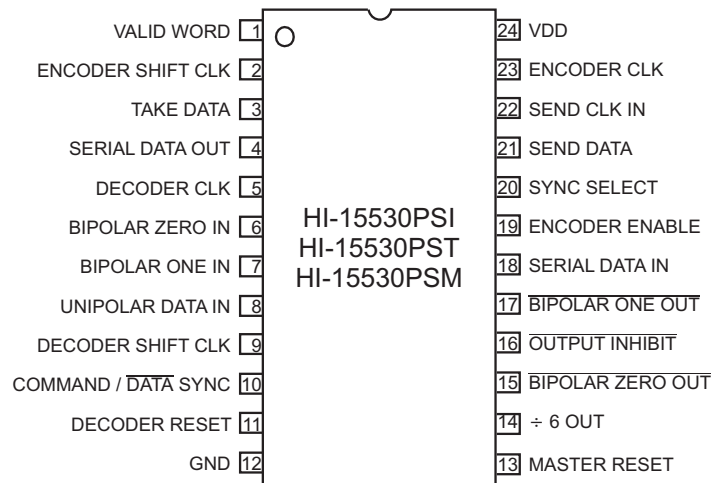 VALID WORD 1
ENCODER SHIFT CLK 2
TAKE DATA 3
SERIAL DATA OUT 4
DECODER CLK 5
BIPOLAR ZERO IN 6
BIPOLAR ONE IN 7
UNIPOLAR DATA IN 8
DECODER SHIFT CLK 9
COMMAND / DATA SYNC 10
DECODER RESET 11
GND 12
HI-15530PSI
HI-15530PST
HI-15530PSM
24 VDD
23 ENCODER CLK
22 SEND CLK IN
21 SEND DATA
20 SYNC SELECT
19 ENCODER ENABLE
18 SERIAL DATA IN
17 BIPOLAR ONE OUT
16 OUTPUT INHIBIT
15 BIPOLAR ZERO OUT
14 ÷ 6 OUT
13 MASTER RESET